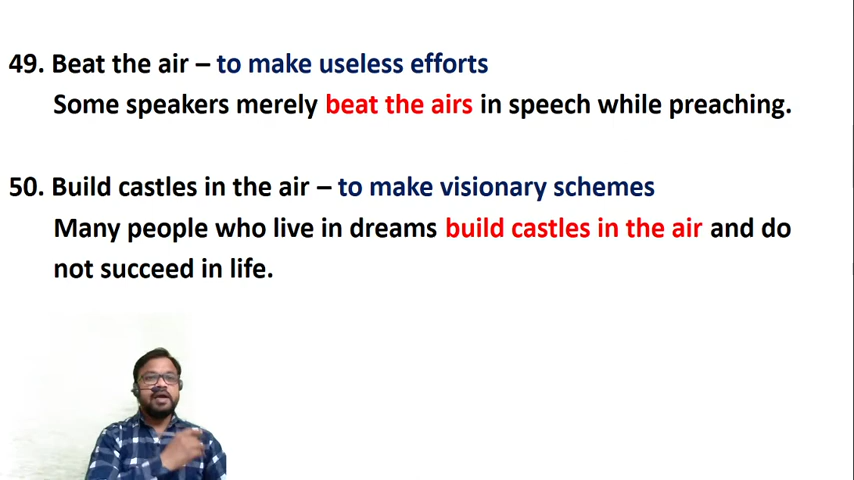 49. Beat the air – to make useless efforts
Some speakers merely beat the airs in speech while preaching.
50. Build castles in the air – to make visionary schemes
Many people who live in dreams build castles in the air and do
not succeed in life.